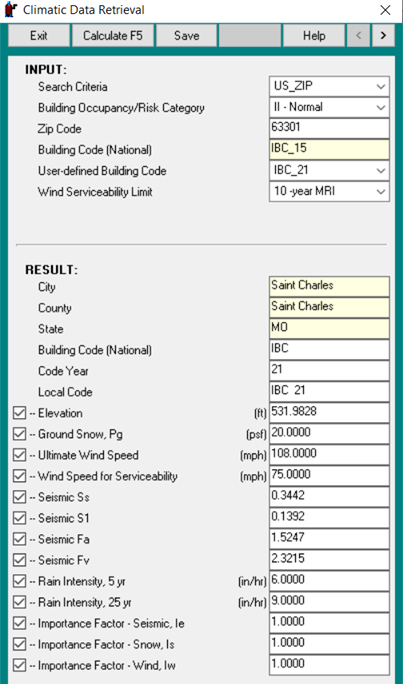 Climatic Data Retrieval
Exit Calculate F5 Save Help < >
INPUT:
Search Criteria US_ZIP
Building Occupancy/Risk Category II - Normal
Zip Code 63301
Building Code (National) IBC_15
User-defined Building Code IBC_21
Wind Serviceability Limit 10 -year MRI
RESULT:
City Saint Charles
County Saint Charles
State MO
Building Code (National) IBC
Code Year 21
Local Code IBC 21
-- Elevation (ft) 531.9828
-- Ground Snow, Pg (psf) 20.0000
-- Ultimate Wind Speed (mph) 108.0000
-- Wind Speed for Serviceability (mph) 75.0000
-- Seismic Ss 0.3442
-- Seismic S1 0.1392
-- Seismic Fa 1.5247
-- Seismic Fv 2.3215
-- Rain Intensity, 5 yr (in/hr) 6.0000
-- Rain Intensity, 25 yr (in/hr) 9.0000
-- Importance Factor - Seismic, Ie 1.0000
-- Importance Factor - Snow, Is 1.0000
-- Importance Factor - Wind, Iw 1.0000